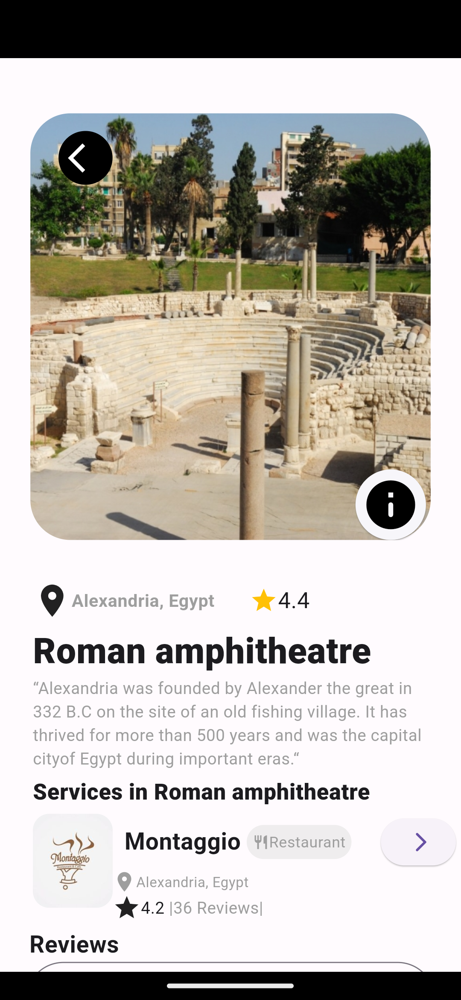 Alexandria, Egypt
4.4
Roman amphitheatre
“Alexandria was founded by Alexander the great in
332 B.C on the site of an old fishing village. It has
thrived for more than 500 years and was the capital
cityof Egypt during important eras.“
Services in Roman amphitheatre
Montaggio
Restaurant & Cafe
Montaggio
Restaurant
Alexandria, Egypt
4.2 |36 Reviews|
Reviews